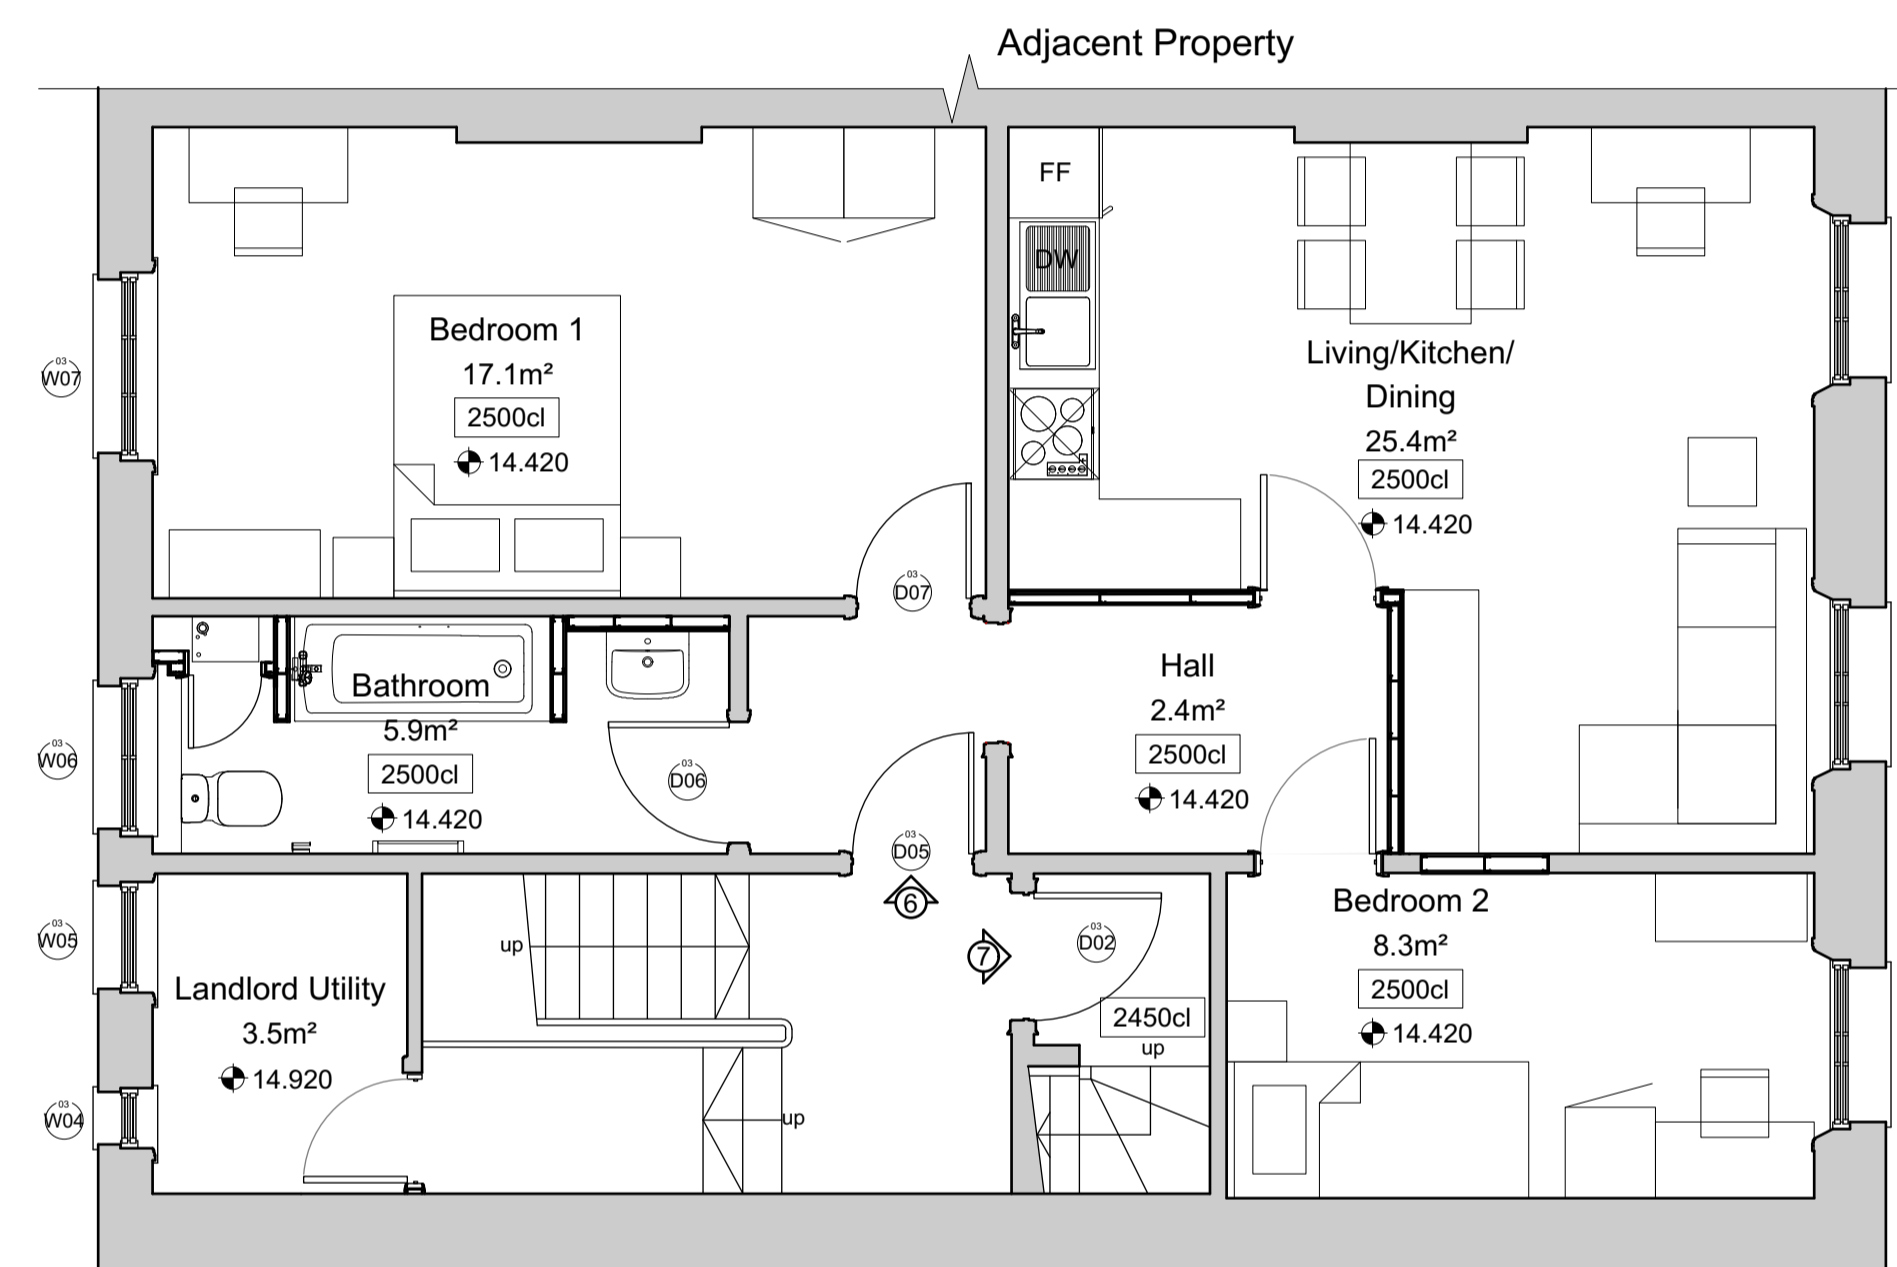 Adjacent Property
FF
DW
Bedroom 1
17.1m²
2500cl
14.420
Living/Kitchen/
Dining
25.4m²
2500cl
14.420
03
W07
03
D07
Bathroom
5.9m²
2500cl
14.420
Hall
2.4m²
2500cl
14.420
03
W06
03
D06
03
D05
6
7
03
D02
2450cl
up
up
up
03
W05
Landlord Utility
3.5m²
14.920
03
W04
Bedroom 2
8.3m²
2500cl
14.420